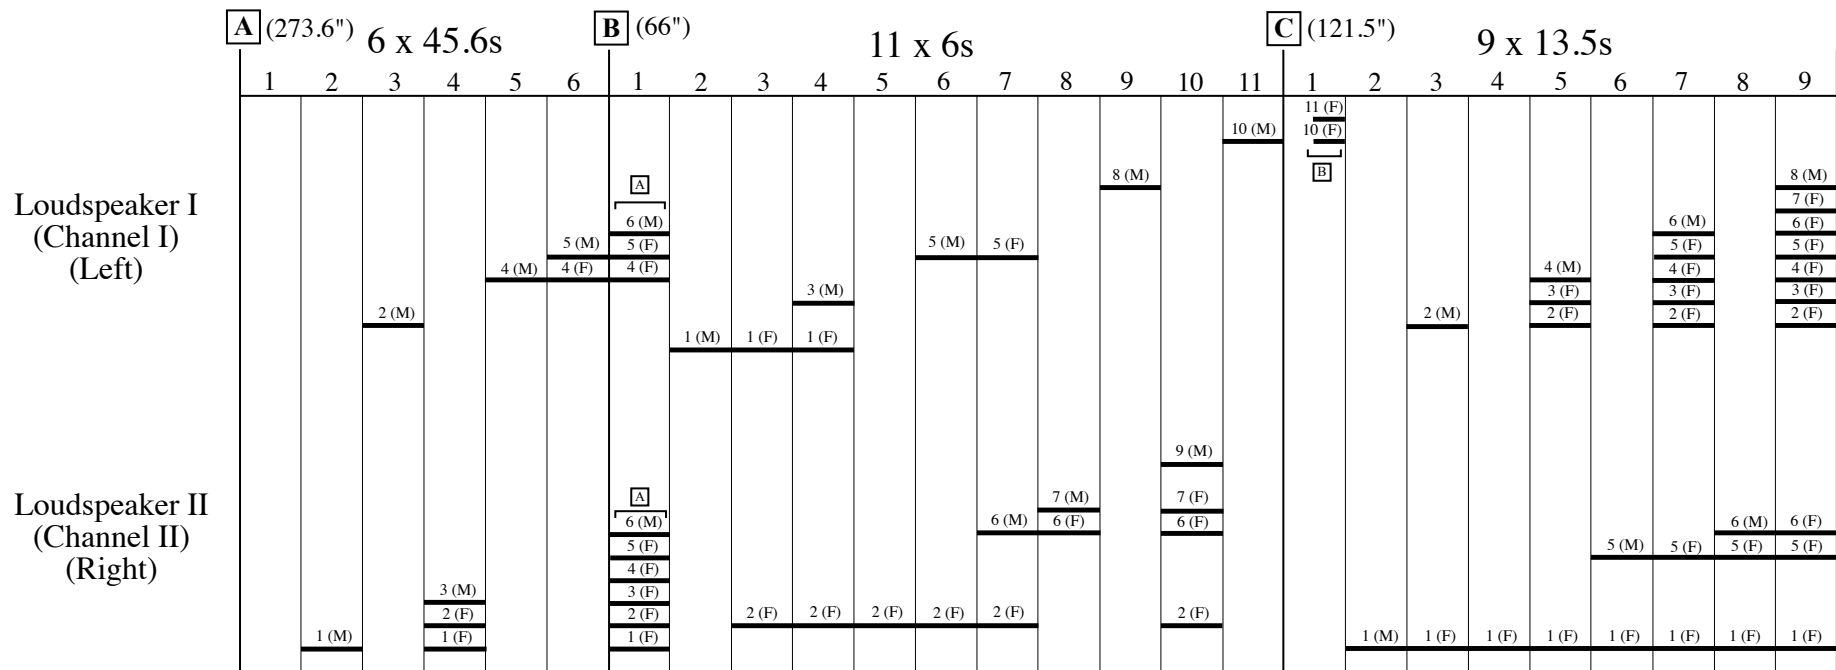 A (273.6") 6 x 45.6s B (66") 11 x 6s C (121.5") 9 x 13.5s
1 2 3 4 5 6 1 2 3 4 5 6 7 8 9 10 11 1 2 3 4 5 6 7 8 9
11 (F)
10 (M) 10 (F)
B
8 (M) 8 (M)
A
7 (F)
6 (M) 6 (M) 6 (F)
5 (M) 5 (F) 5 (M) 5 (F) 5 (F) 5 (F)
4 (M) 4 (F) 4 (F) 4 (M) 4 (F) 4 (F)
3 (M) 3 (F) 3 (F) 3 (F)
2 (M) 2 (M) 2 (F) 2 (F) 2 (F)
1 (M) 1 (F) 1 (F)
Loudspeaker I
(Channel I)
(Left)
9 (M)
A
7 (M) 7 (F)
6 (M) 6 (M) 6 (F) 6 (F) 6 (M) 6 (F)
5 (F) 5 (M) 5 (F) 5 (F) 5 (F)
4 (F)
3 (M) 3 (F)
2 (F) 2 (F) 2 (F) 2 (F) 2 (F) 2 (F) 2 (F) 2 (F)
1 (M) 1 (F) 1 (F) 1 (M) 1 (F) 1 (F) 1 (F) 1 (F) 1 (F) 1 (F) 1 (F)
Loudspeaker II
(Channel II)
(Right)